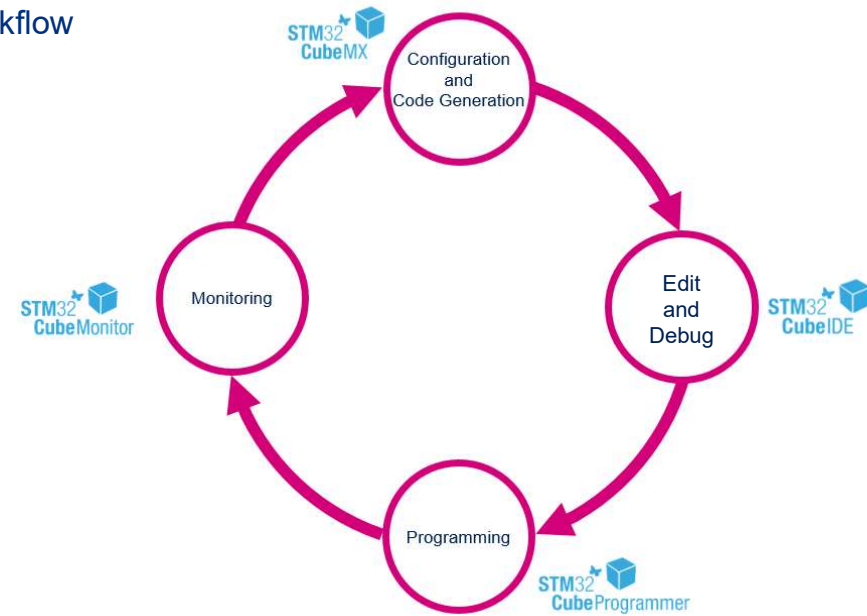 kflow
STM32
CubeMX
Configuration
and
Code Generation
Edit
and
Debug
STM32
CubeIDE
Monitoring
STM32
CubeMonitor
Programming
STM32
CubeProgrammer